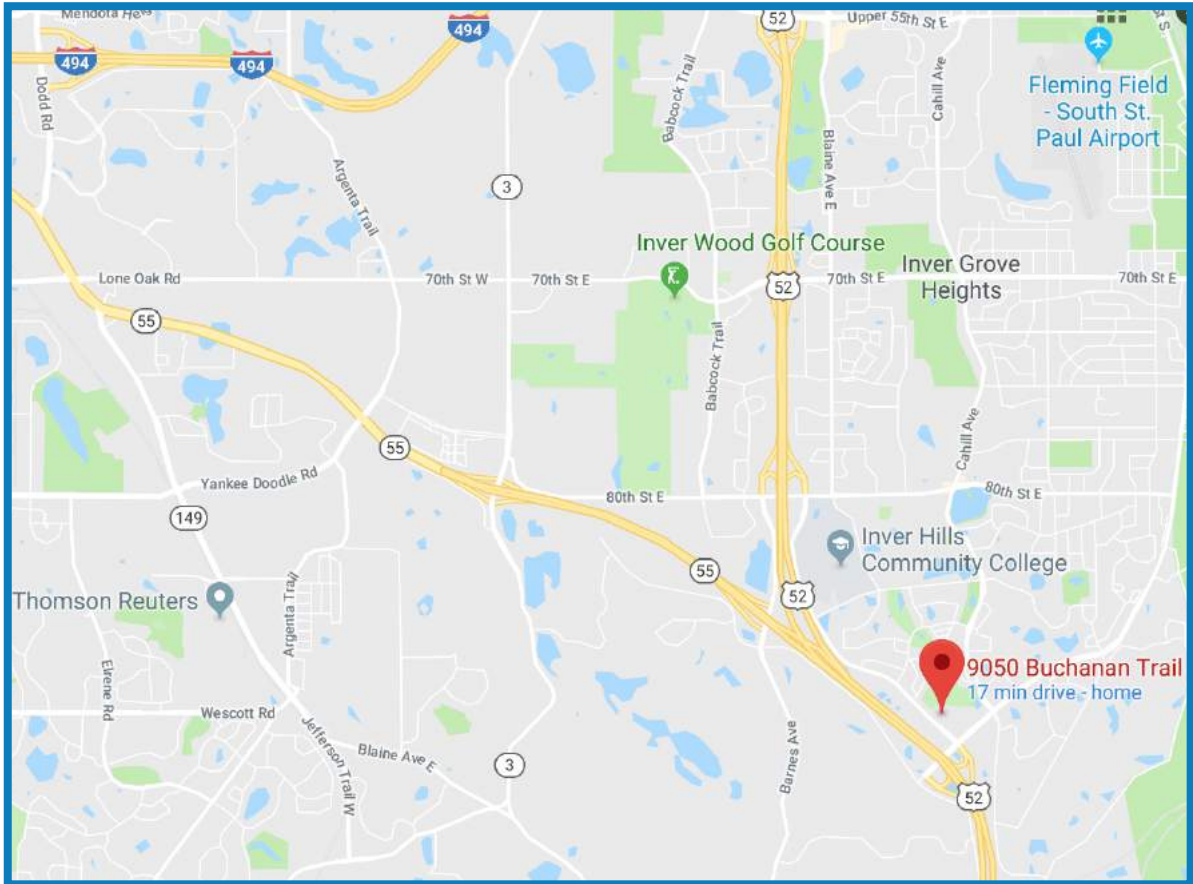 Mendota He
494
494
494
52
Upper 55th St E
st S.
Dodd Rd
Argenta Trail
3
Babcock Trail
Blaine Ave E
Cahill Ave
Fleming Field
- South St.
Paul Airport
Inver Wood Golf Course
Lone Oak Rd
70th St W
70th St E
52
70th St E
Inver Grove
Heights
70th St E
55
Babcock Trail
Cahill Ave
55
Yankee Doodle Rd
80th St E
80th St E
149
Inver Hills
Community College
55
52
Thomson Reuters
Argenta Trail
Elrene Rd
9050 Buchanan Trail
17 min drive - home
Wescott Rd
Jefferson Trail W
Blaine Ave E
3
Barnes Ave
52